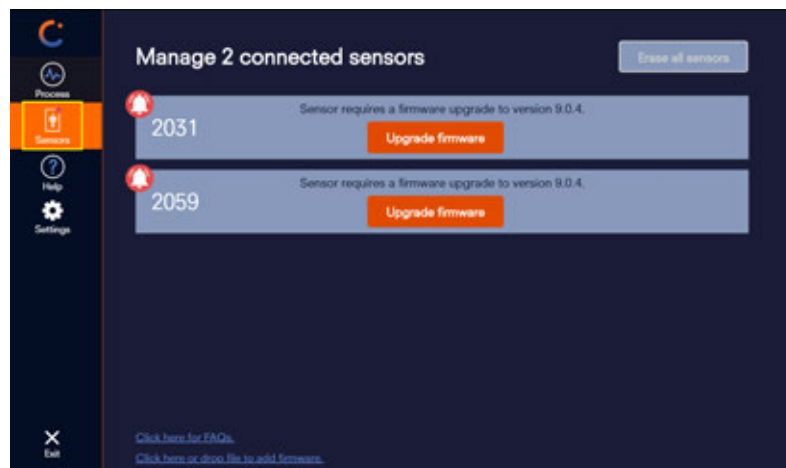 Manage 2 connected sensors
Erase all sensors
Process
Sensors
Help
Settings
Exit
2031
Sensor requires a firmware upgrade to version 9.0.4.
Upgrade firmware
2059
Sensor requires a firmware upgrade to version 9.0.4.
Upgrade firmware
Click here for FAQs.
Click here or drop file to add firmware.